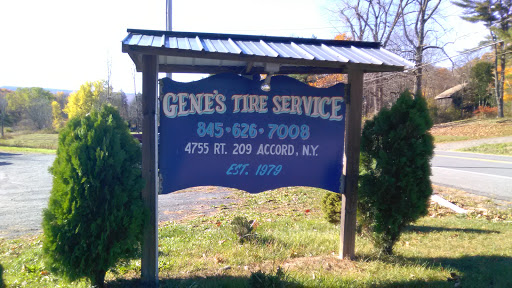 GENE'S TIRE SERVICE
845•626•7008
4755 RT. 209 ACCORD, N.Y.
EST. 1979